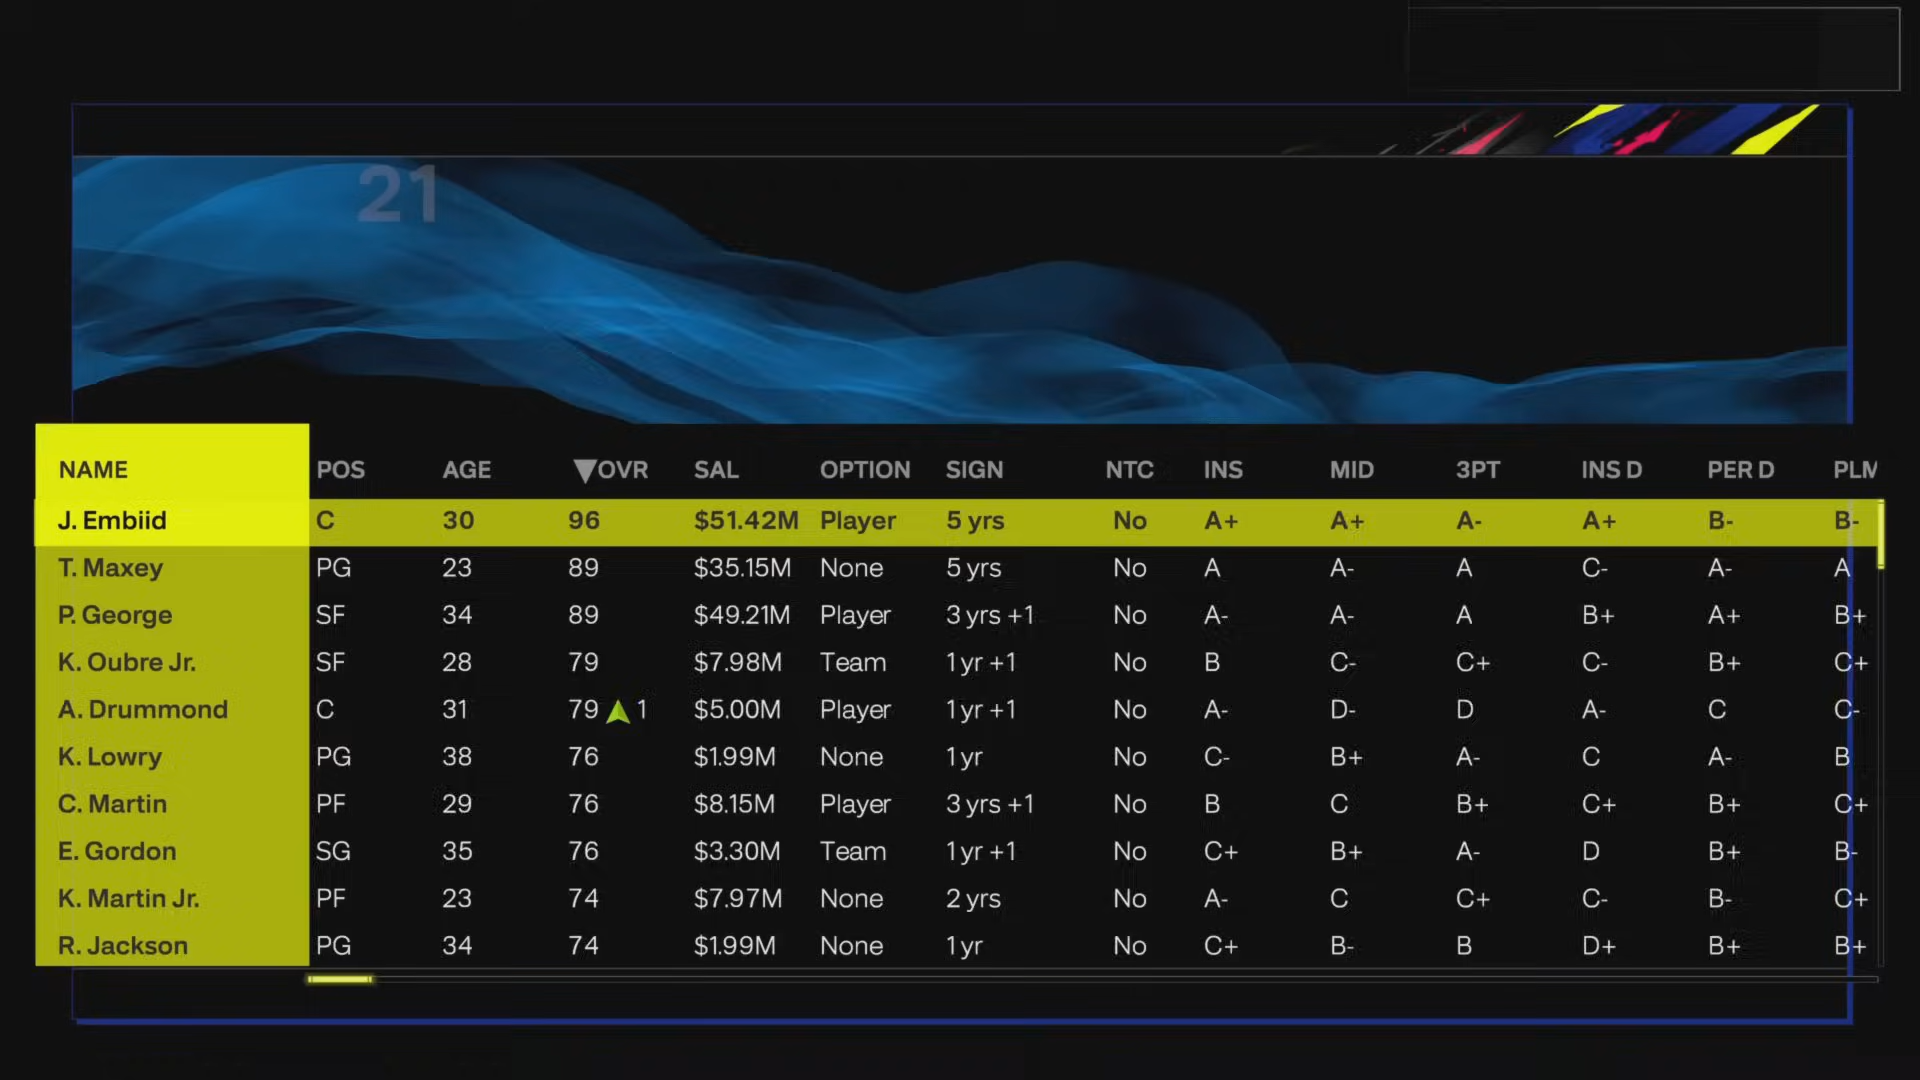 21
NAME POS AGE ▼OVR SAL OPTION SIGN NTC INS MID 3PT INS D PER D PLM
J. Embiid C 30 96 $51.42M Player 5 yrs No A+ A+ A- A+ B- B-
T. Maxey PG 23 89 $35.15M None 5 yrs No A A- A C- A- A
P. George SF 34 89 $49.21M Player 3 yrs +1 No A- A- A B+ A+ B+
K. Oubre Jr. SF 28 79 $7.98M Team 1 yr +1 No B C- C+ C- B+ C+
A. Drummond C 31 79 ▲ 1 $5.00M Player 1 yr +1 No A- D- D A- C C-
K. Lowry PG 38 76 $1.99M None 1 yr No C- B+ A- C A- B
C. Martin PF 29 76 $8.15M Player 3 yrs +1 No B C B+ C+ B+ C+
E. Gordon SG 35 76 $3.30M Team 1 yr +1 No C+ B+ A- D B+ B-
K. Martin Jr. PF 23 74 $7.97M None 2 yrs No A- C C+ C- B- C+
R. Jackson PG 34 74 $1.99M None 1 yr No C+ B- B D+ B+ B+